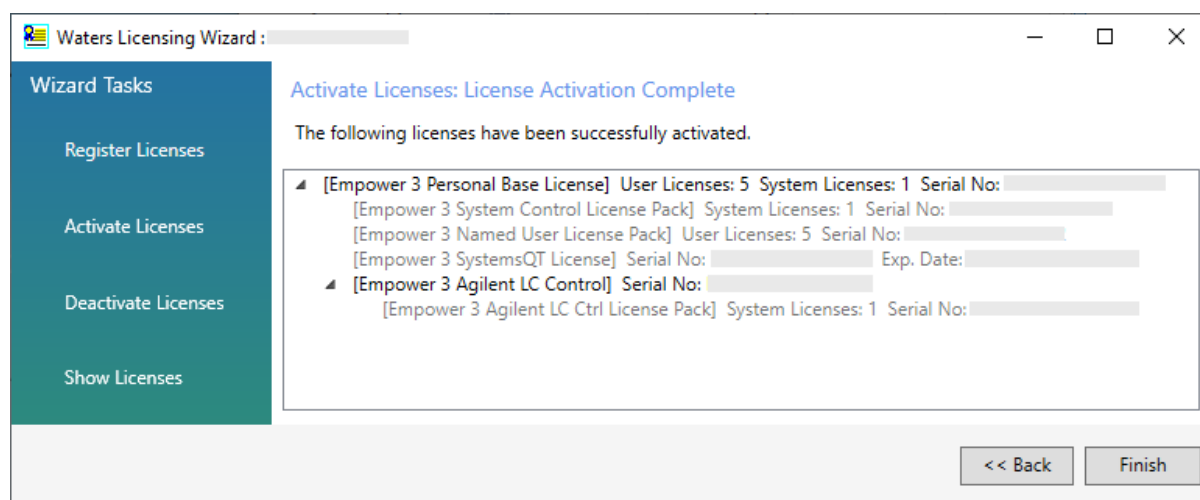 Waters Licensing Wizard :
Wizard Tasks
Register Licenses
Activate Licenses
Deactivate Licenses
Show Licenses
Activate Licenses: License Activation Complete
The following licenses have been successfully activated.
[Empower 3 Personal Base License]  User Licenses: 5  System Licenses: 1  Serial No:
[Empower 3 System Control License Pack]  System Licenses: 1  Serial No:
[Empower 3 Named User License Pack]  User Licenses: 5  Serial No:
[Empower 3 SystemsQT License]  Serial No: Exp. Date:
[Empower 3 Agilent LC Control]  Serial No:
[Empower 3 Agilent LC Ctrl License Pack]  System Licenses: 1  Serial No:
<< Back
Finish